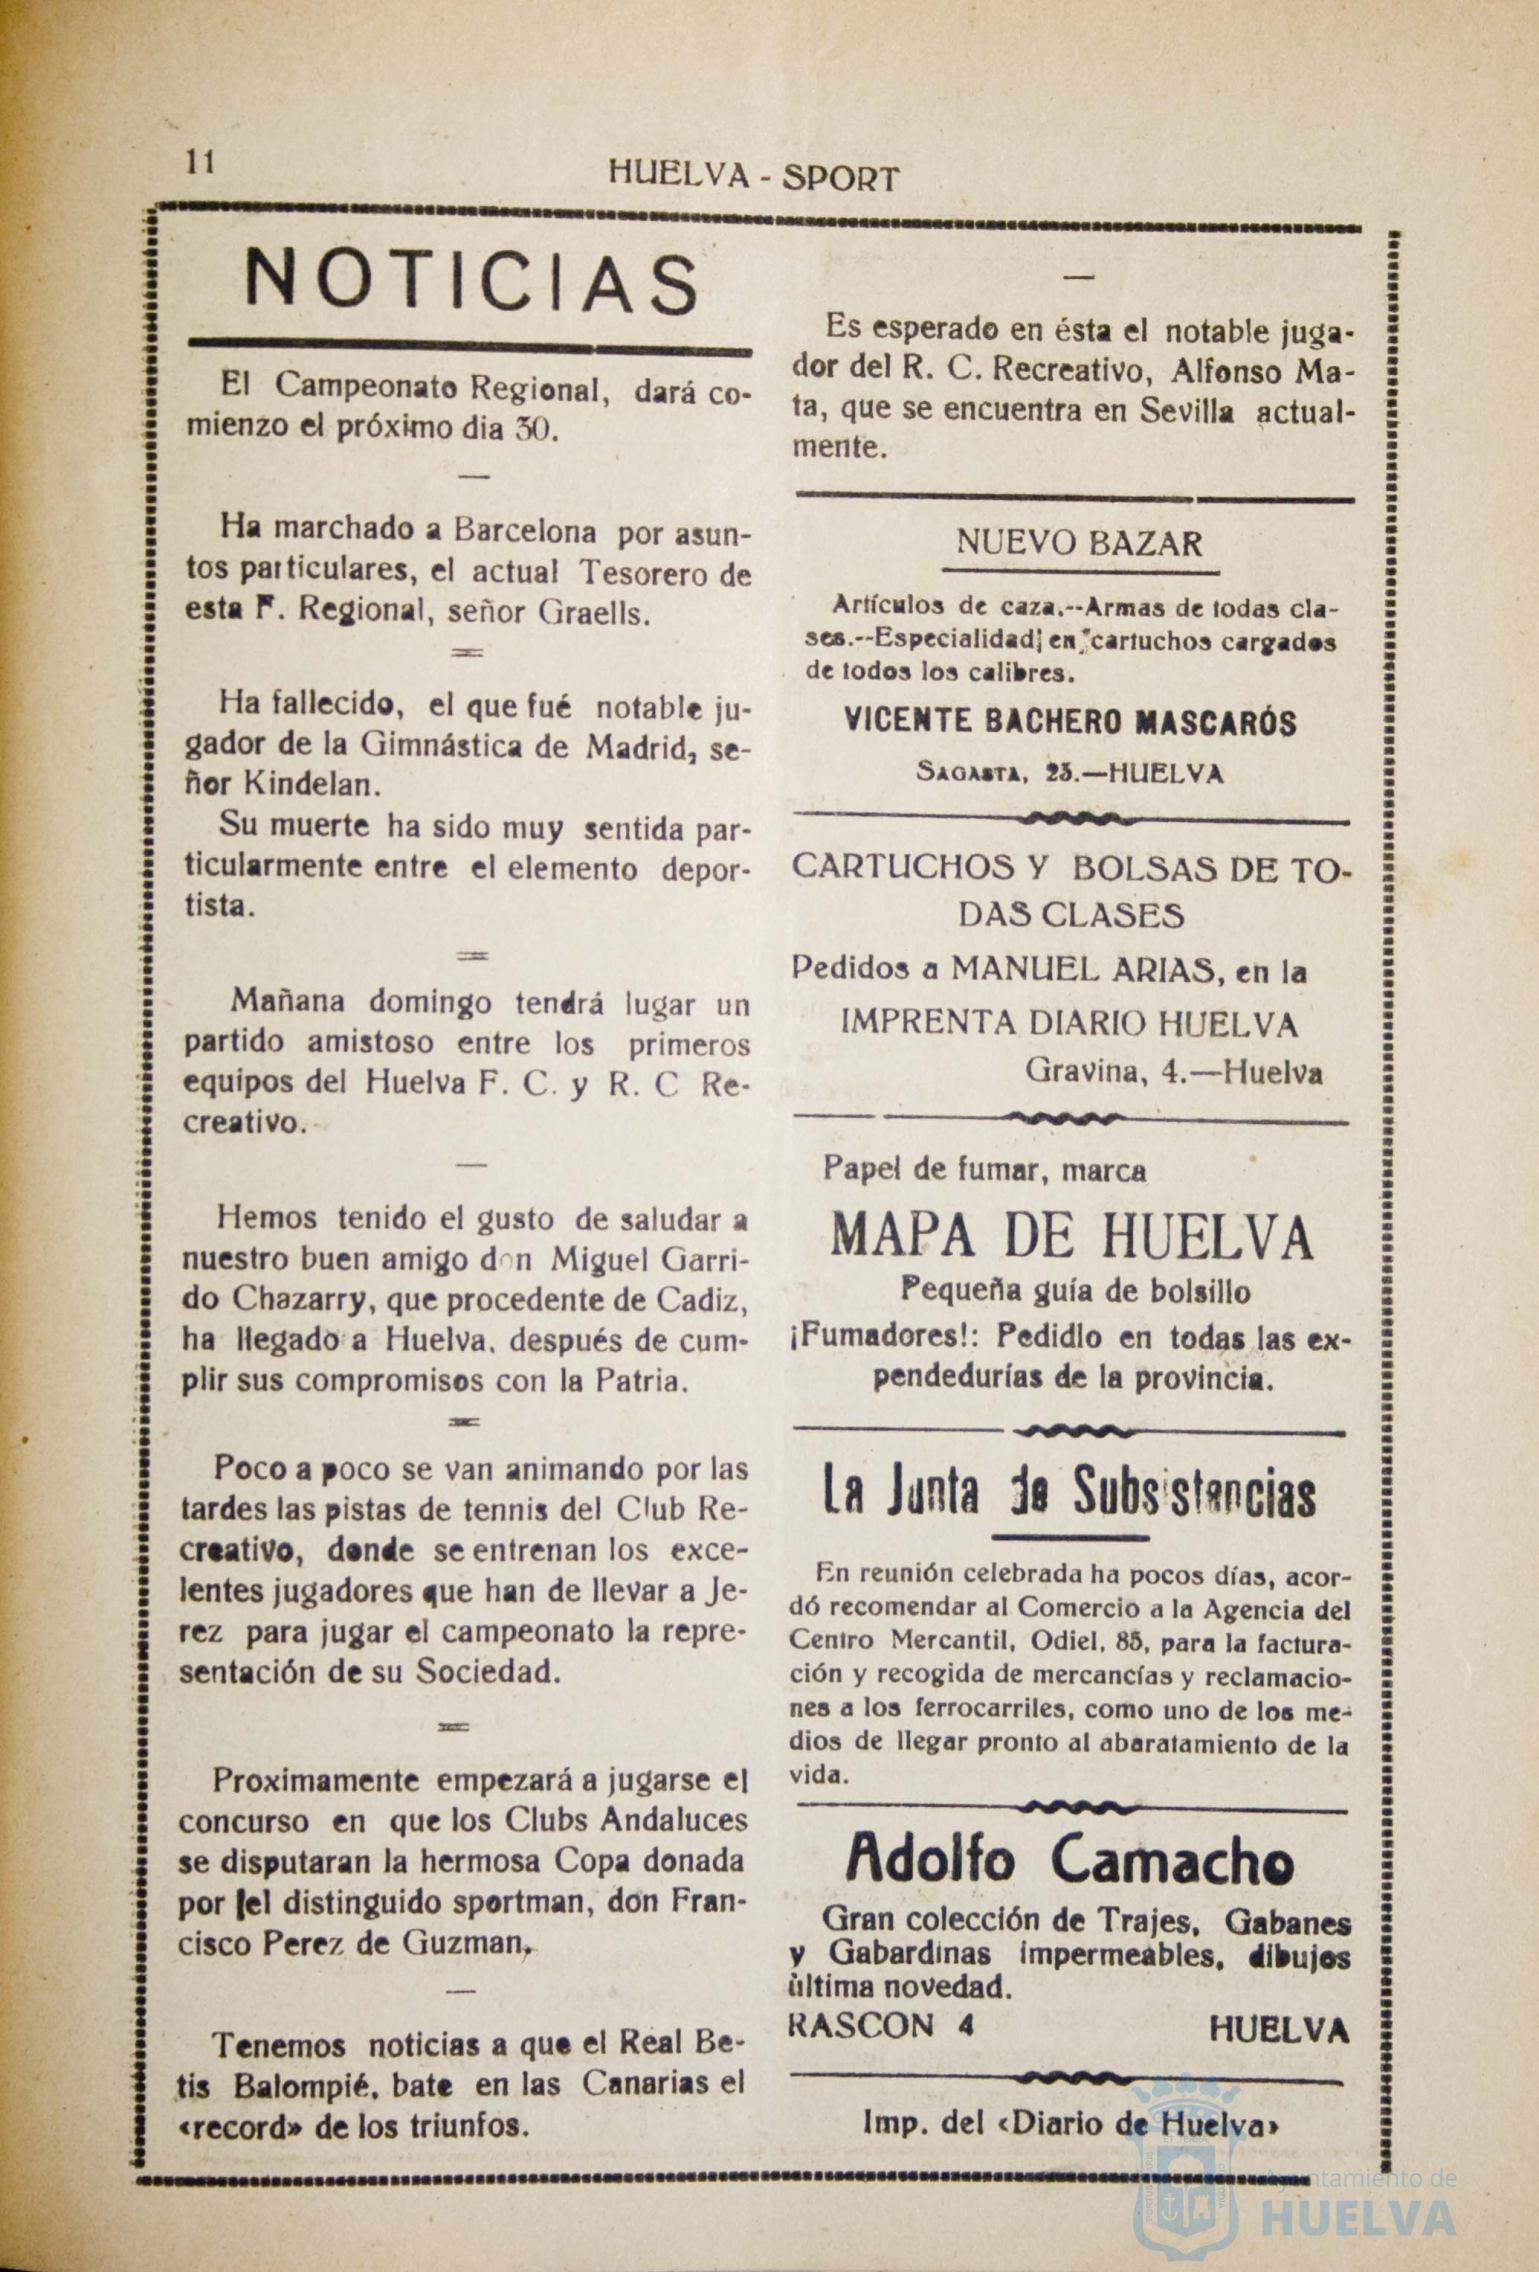 11
HUELVA - SPORT
NOTICIAS
El Campeonato Regional, dará co-
mienzo el próximo dia 30.
Ha marchado a Barcelona por asun-
tos particulares, el actual Tesorero de
esta F. Regional, señor Graells.
Ha fallecido, el que fué notable ju-
gador de la Gimnástica de Madrid, se-
ñor Kindelan.
Su muerte ha sido muy sentida par-
ticularmente entre el elemento depor-
tista.
Mañana domingo tendrá lugar un
partido amistoso entre los primeros
equipos del Huelva F. C. y R. C Re-
creativo.
Hemos tenido el gusto de saludar a
nuestro buen amigo don Miguel Garri-
do Chazarry, que procedente de Cadiz,
ha llegado a Huelva, después de cum-
plir sus compromisos con la Patria.
Poco a poco se van animando por las
tardes las pistas de tennis del Club Re-
creativo, donde se entrenan los exce-
lentes jugadores que han de llevar a Je-
rez para jugar el campeonato la repre-
sentación de su Sociedad.
Proximamente empezará a jugarse el
concurso en que los Clubs Andaluces
se disputaran la hermosa Copa donada
por el distinguido sportman, don Fran-
cisco Perez de Guzman.
Tenemos noticias a que el Real Be-
tis Balompié, bate en las Canarias el
«record» de los triunfos.
Es esperado en ésta el notable juga-
dor del R. C. Recreativo, Alfonso Ma-
ta, que se encuentra en Sevilla actual-
mente.
NUEVO BAZAR
Artículos de caza.--Armas de todas cla-
ses.--Especialidad en cartuchos cargados
de todos los calibres.
VICENTE BACHERO MASCARÓS
SAGASTA, 23.—HUELVA
CARTUCHOS Y BOLSAS DE TO-
DAS CLASES
Pedidos a MANUEL ARIAS, en la
IMPRENTA DIARIO HUELVA
Gravina, 4.—Huelva
Papel de fumar, marca
MAPA DE HUELVA
Pequeña guía de bolsillo
¡Fumadores!: Pedidlo en todas las ex-
pendedurías de la provincia.
La Junta de Subsistencias
En reunión celebrada ha pocos días, acor-
dó recomendar al Comercio a la Agencia del
Centro Mercantil, Odiel, 85, para la factura-
ción y recogida de mercancías y reclamacio-
nes a los ferrocarriles, como uno de los me-
dios de llegar pronto al abaratamiento de la
vida.
Adolfo Camacho
Gran colección de Trajes, Gabanes
y Gabardinas impermeables, dibujos
ùltima novedad.
RASCON 4 HUELVA
Imp. del «Diario de Huelva»
Ayuntamiento de
HUELVA